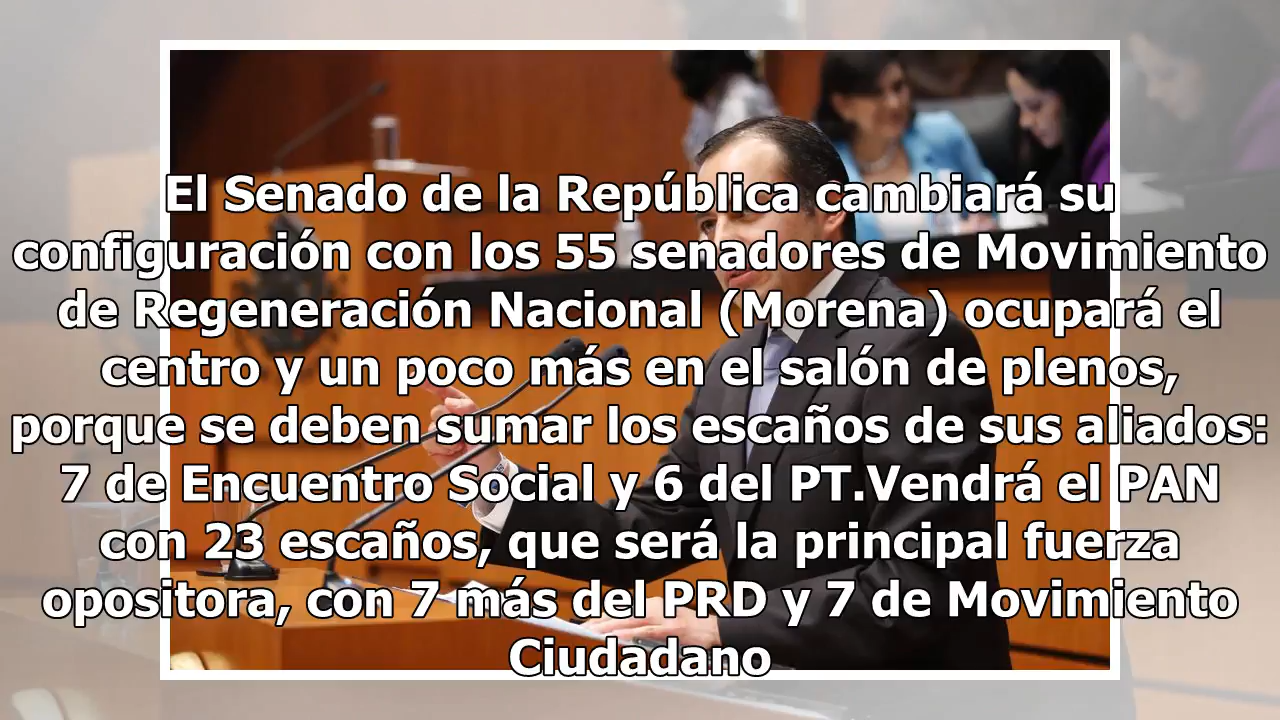 El Senado de la República cambiará su
configuración con los 55 senadores de Movimiento
de Regeneración Nacional (Morena) ocupará el
centro y un poco más en el salón de plenos,
porque se deben sumar los escaños de sus aliados:
7 de Encuentro Social y 6 del PT.Vendrá el PAN
con 23 escaños, que será la principal fuerza
opositora, con 7 más del PRD y 7 de Movimiento
Ciudadano